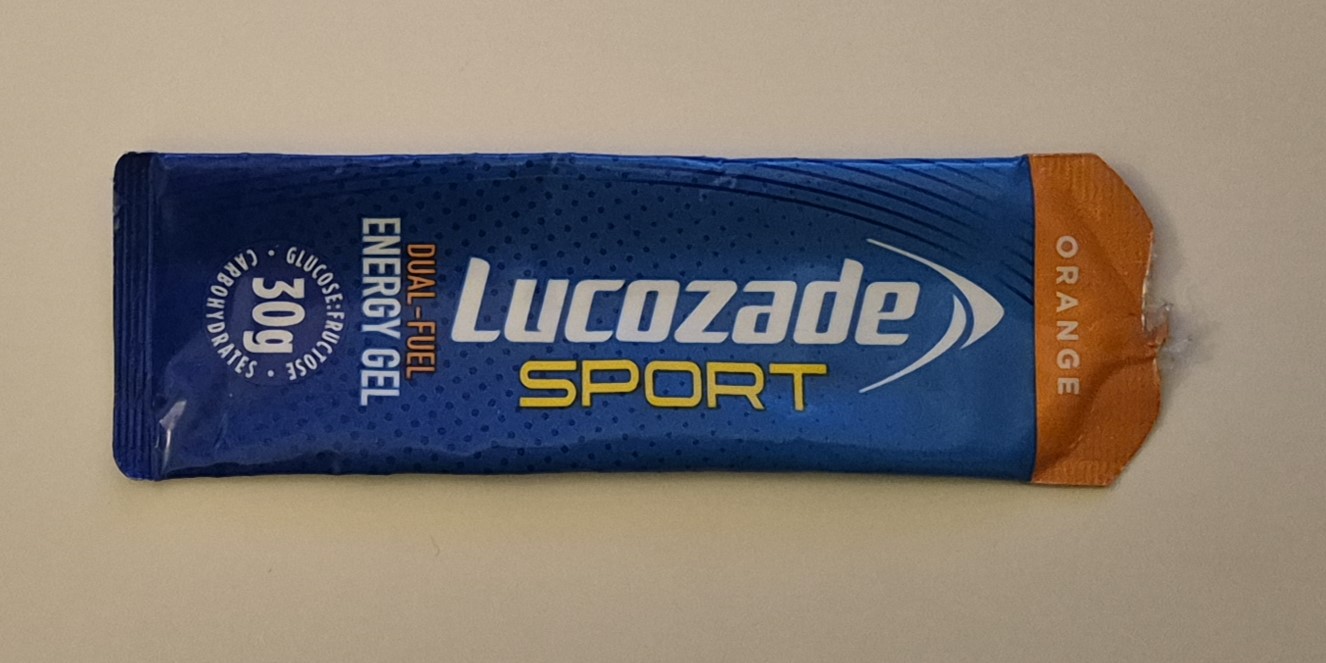 ORANGE
Lucozade
SPORT
DUAL-FUEL
ENERGY GEL
GLUCOSE:FRUCTOSE • CARBOHYDRATES •
30g